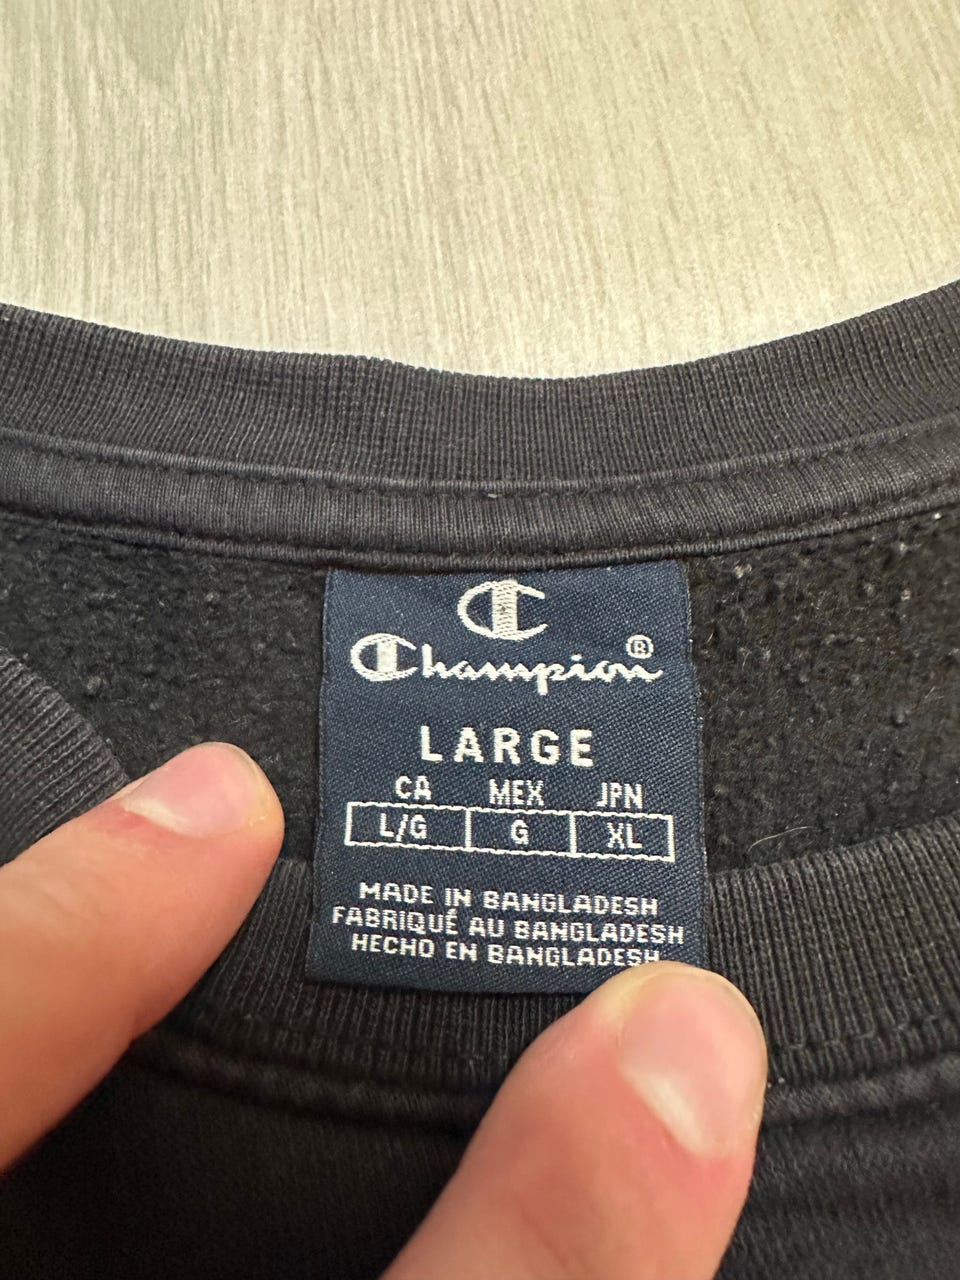 Champion®
LARGE
CA MEX JPN
L/G G XL
MADE IN BANGLADESH
FABRIQUÉ AU BANGLADESH
HECHO EN BANGLADESH